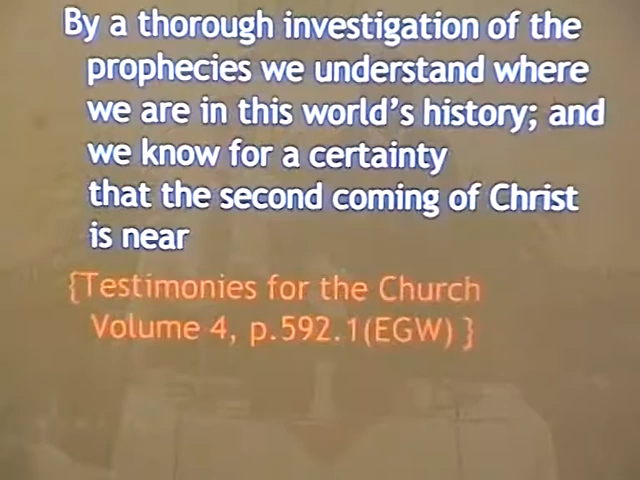 By a thorough investigation of the
prophecies we understand where
we are in this world's history; and
we know for a certainty
that the second coming of Christ
is near
{Testimonies for the Church
Volume 4, p.592.1(EGW) }